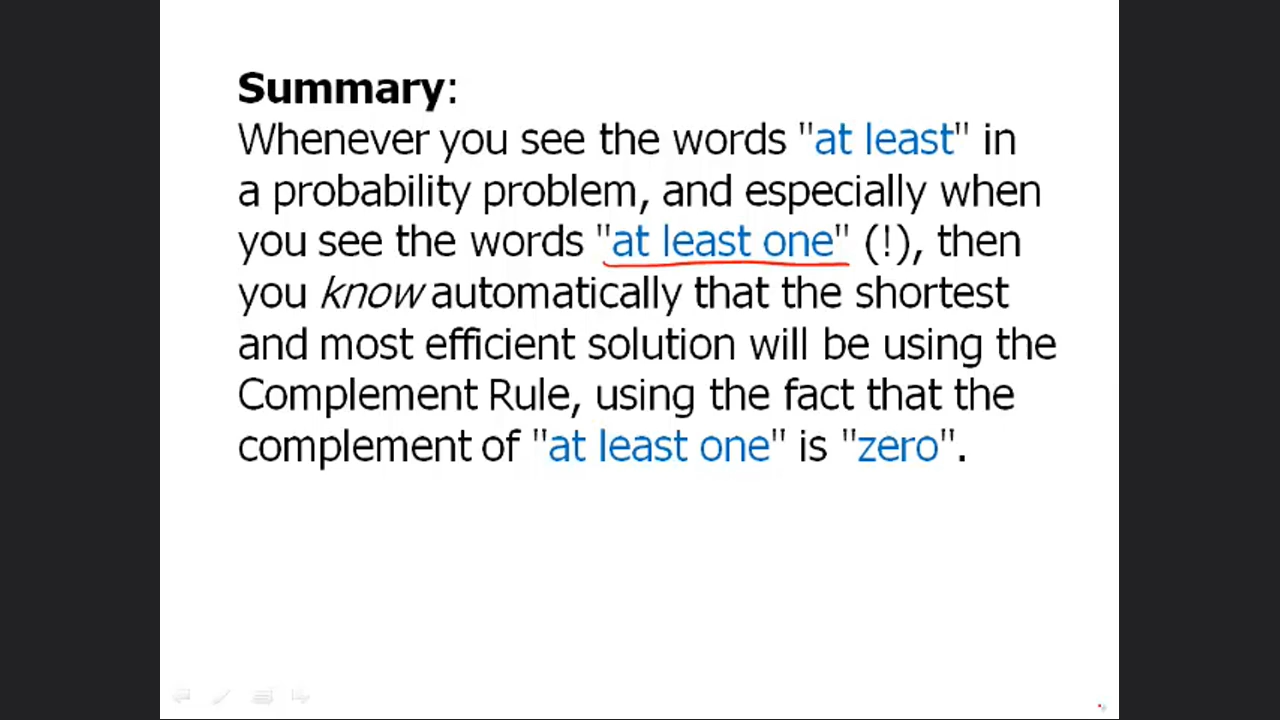 Summary:
Whenever you see the words "at least" in
a probability problem, and especially when
you see the words "at least one" (!), then
you know automatically that the shortest
and most efficient solution will be using the
Complement Rule, using the fact that the
complement of "at least one" is "zero".